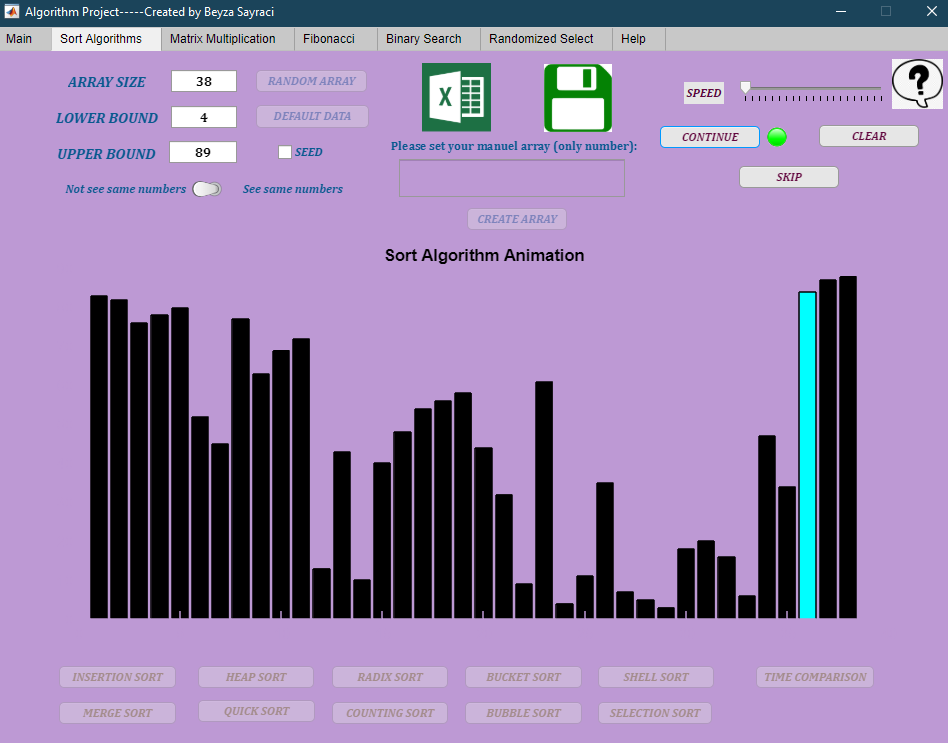 Algorithm Project-----Created by Beyza Sayraci
Main Sort Algorithms Matrix Multiplication Fibonacci Binary Search Randomized Select Help
ARRAY SIZE 38 RANDOM ARRAY
LOWER BOUND 4 DEFAULT DATA
UPPER BOUND 89 SEED
Not see same numbers See same numbers
X
Please set your manuel array (only number):
CREATE ARRAY
SPEED ?
CONTINUE CLEAR
SKIP
Sort Algorithm Animation
INSERTION SORT HEAP SORT RADIX SORT BUCKET SORT SHELL SORT TIME COMPARISON
MERGE SORT QUICK SORT COUNTING SORT BUBBLE SORT SELECTION SORT